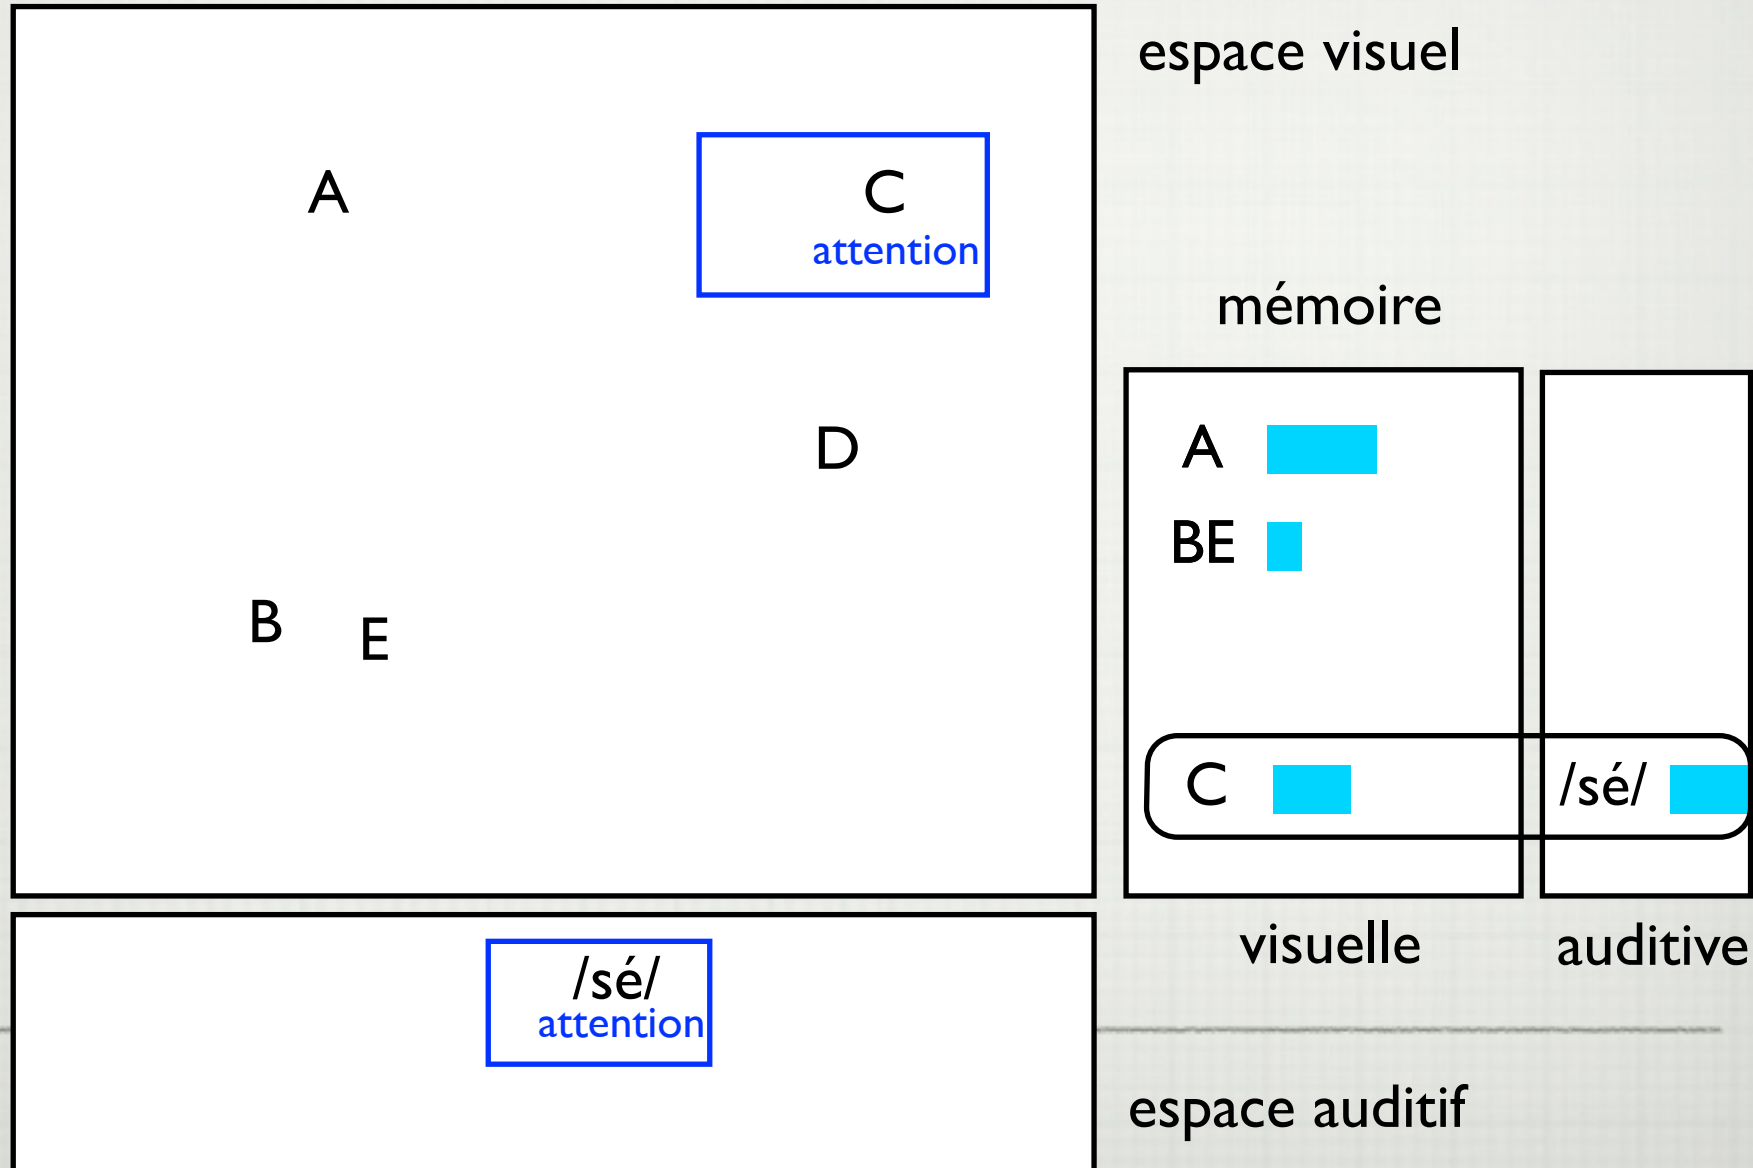 espace visuel
A
C
attention
mémoire
D
A
BE
B
E
C
/sé/
visuelle
auditive
/sé/
attention
espace auditif